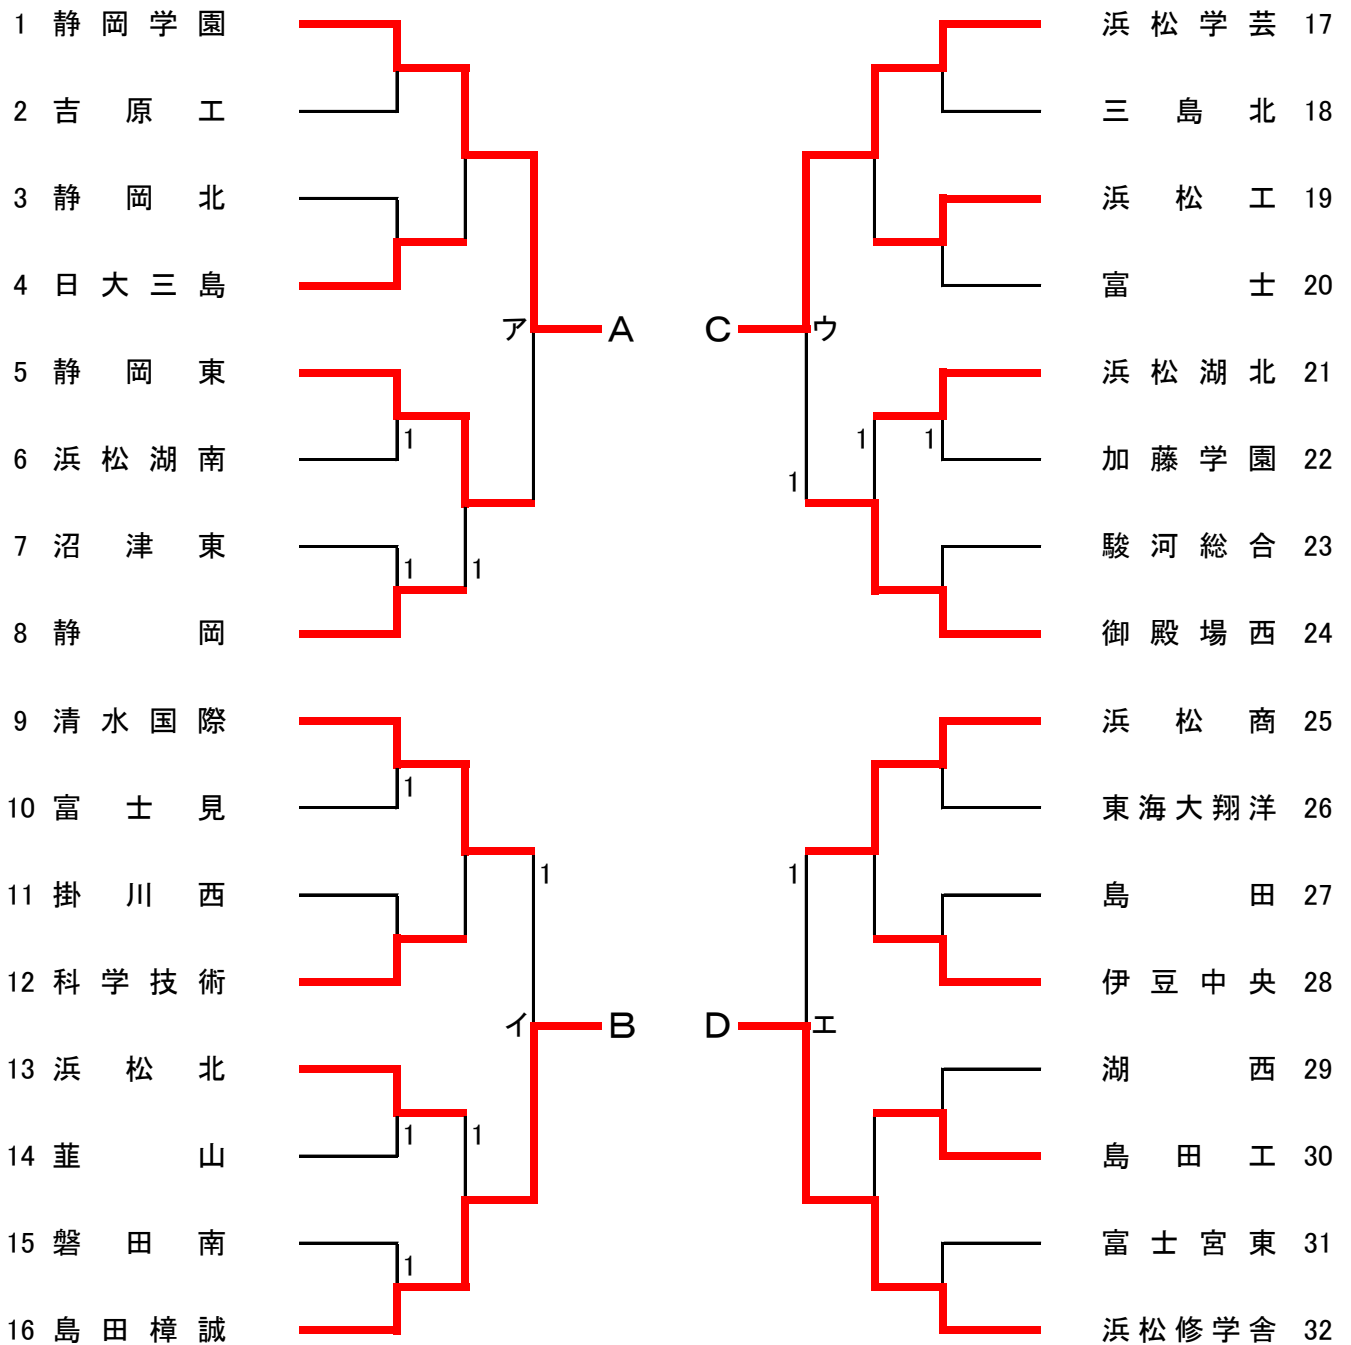 1 静岡学園
2 吉原工
3 静岡北
4 日大三島
ア A
5 静岡東
1
6 浜松湖南
7 沼津東
1 1
8 静岡
9 清水国際
1
10 富士見
1
11 掛川西
12 科学技術
イ B
13 浜松北
1 1
14 韮山
15 磐田南
1
16 島田樟誠
浜松学芸 17
三島北 18
浜松工 19
富士 20
C ウ
浜松湖北 21
1 1
加藤学園 22
1
駿河総合 23
御殿場西 24
浜松商 25
東海大翔洋 26
1
島田 27
伊豆中央 28
D エ
湖西 29
島田工 30
富士宮東 31
浜松修学舎 32